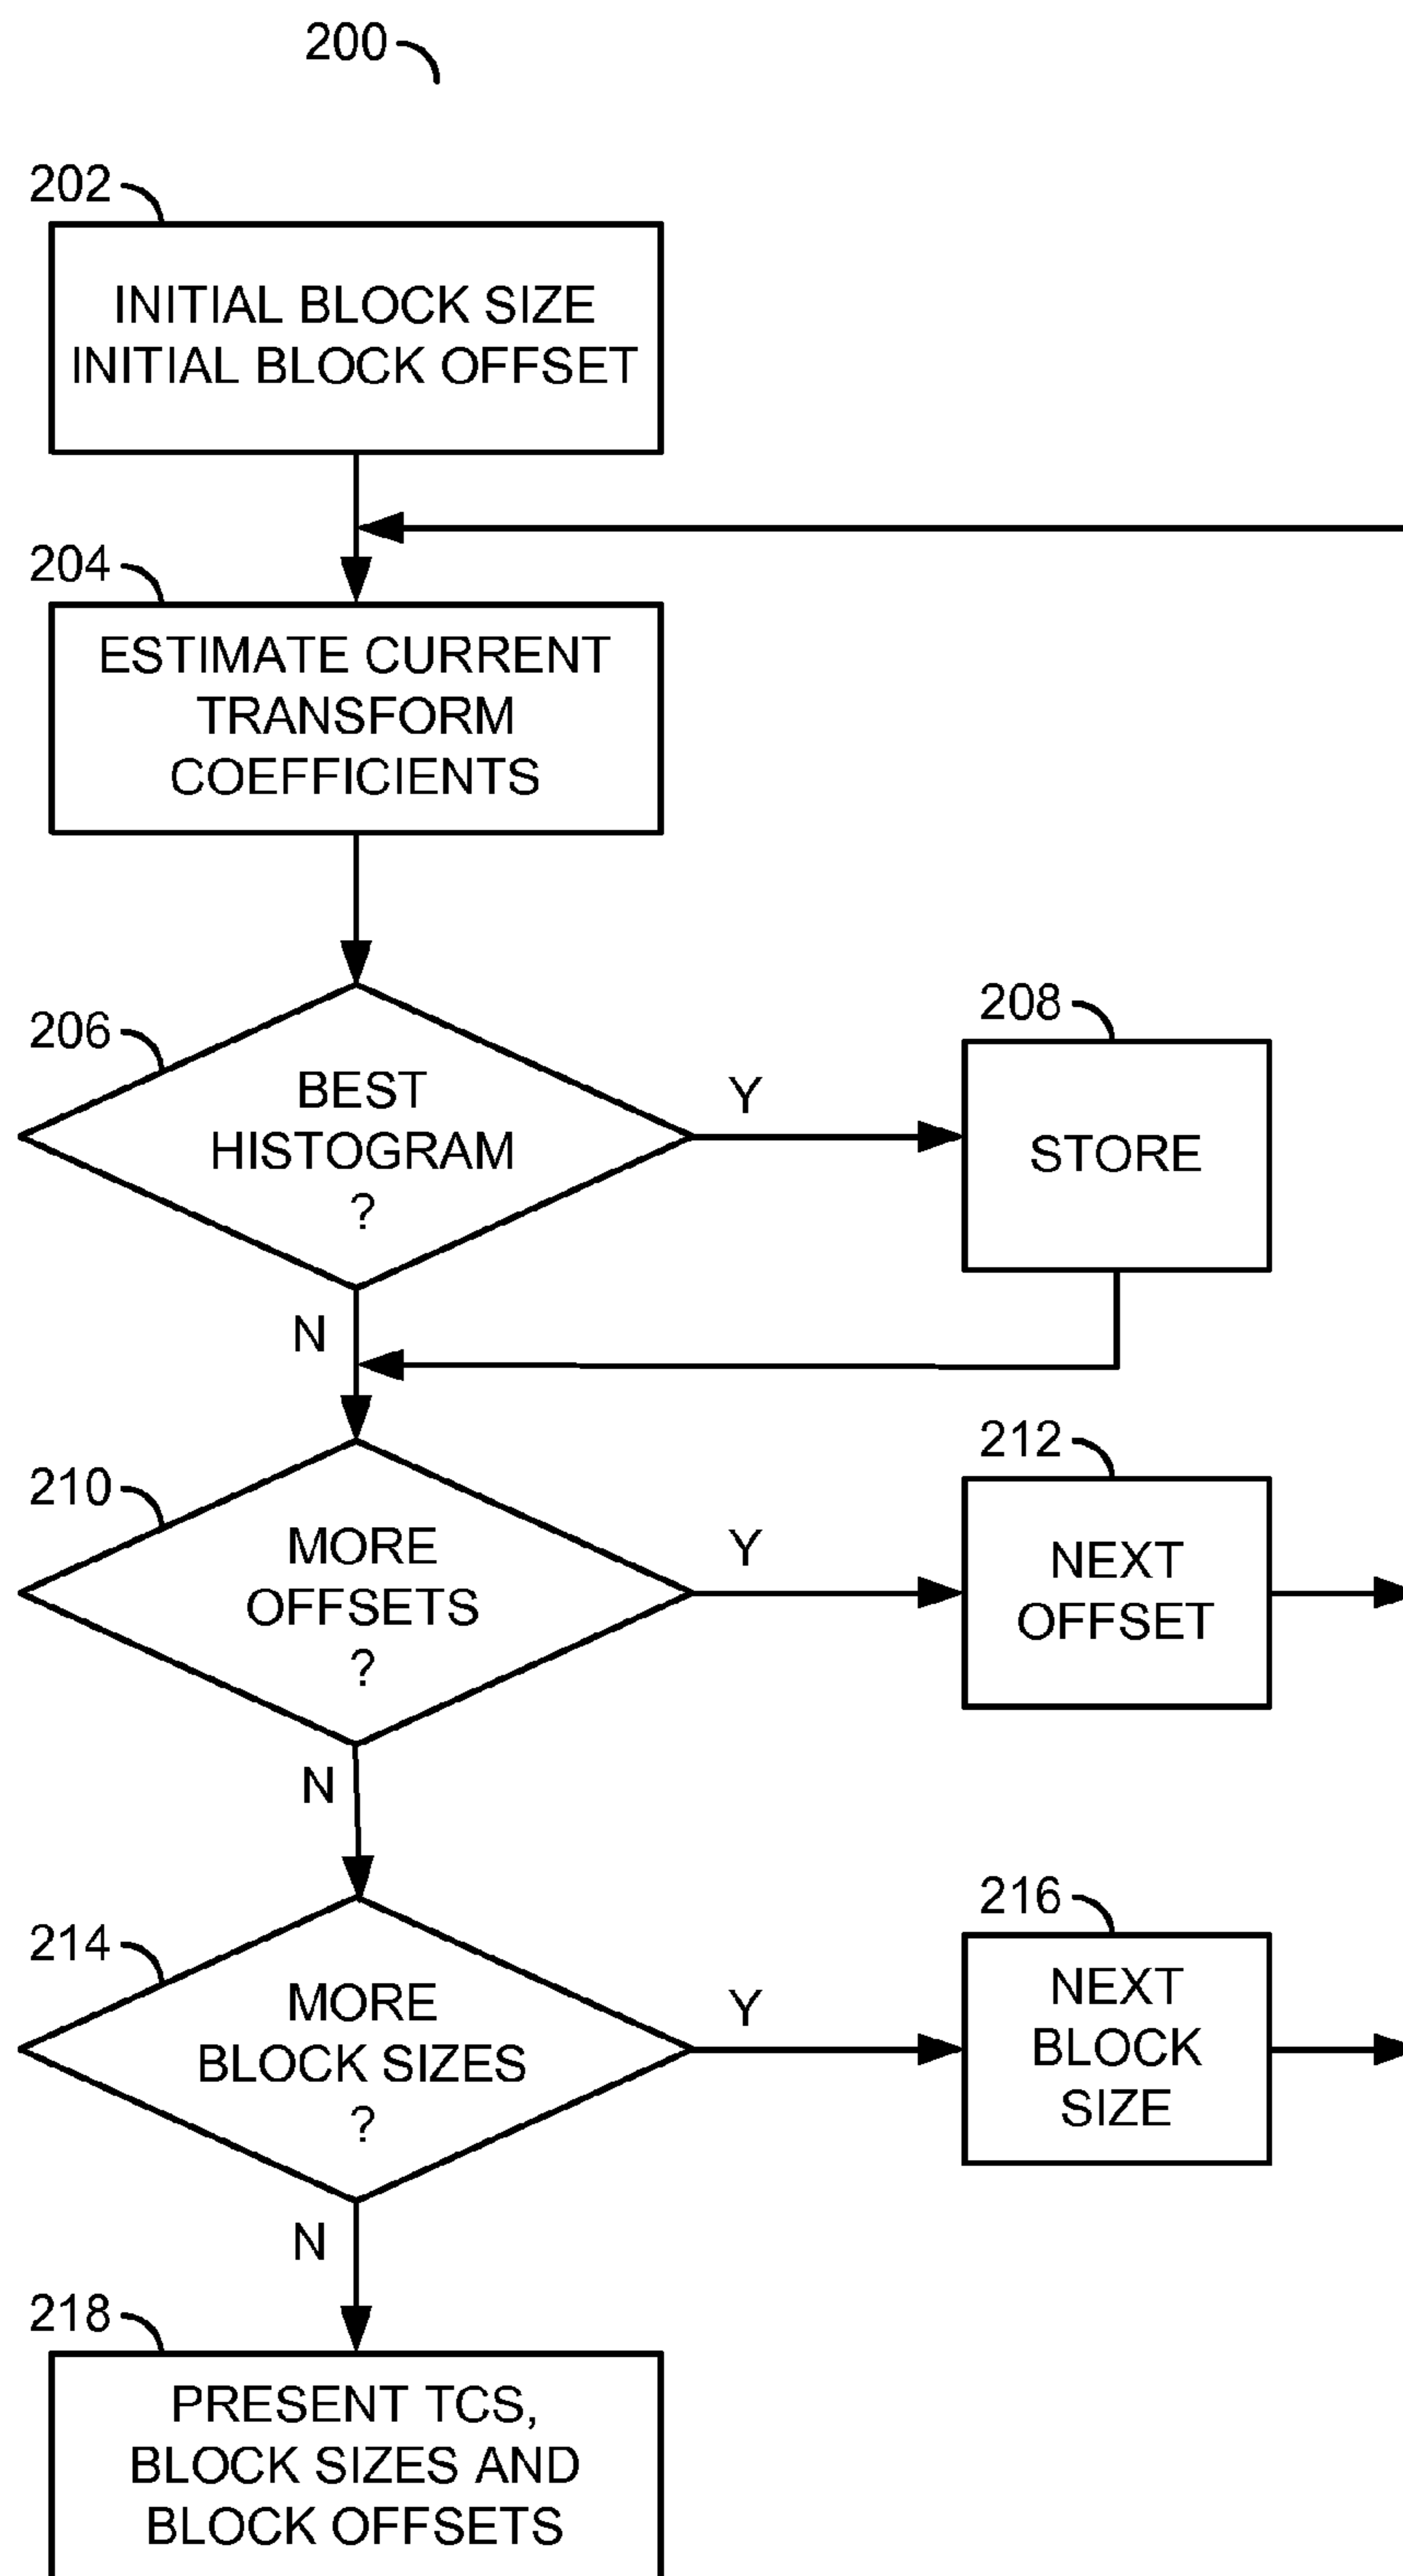 200
202
INITIAL BLOCK SIZE
INITIAL BLOCK OFFSET
204
ESTIMATE CURRENT
TRANSFORM
COEFFICIENTS
206
BEST
HISTOGRAM
?
Y
208
STORE
N
210
MORE
OFFSETS
?
Y
212
NEXT
OFFSET
N
214
MORE
BLOCK SIZES
?
Y
216
NEXT
BLOCK
SIZE
N
218
PRESENT TCS,
BLOCK SIZES AND
BLOCK OFFSETS